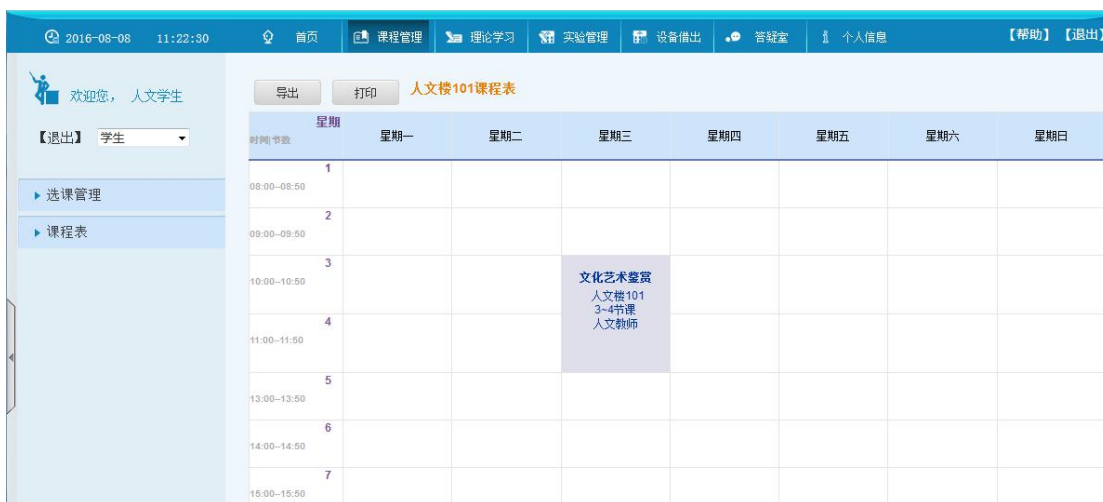 2016-08-08 11:22:30 首页 课程管理 理论学习 实验管理 设备借出 答疑室 个人信息 【帮助】 【退出】
欢迎您， 人文学生
【退出】 学生
选课管理
课程表
导出 打印 人文楼101课程表
星期
时间|节数 星期一 星期二 星期三 星期四 星期五 星期六 星期日
1
08:00--08:50
2
09:00--09:50
3
10:00--10:50
文化艺术鉴赏
人文楼101
3~4节课
人文教师
4
11:00--11:50
5
13:00--13:50
6
14:00--14:50
7
15:00--15:50